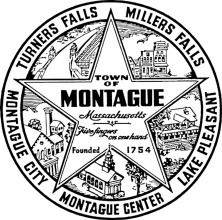 TURNERS FALLS
MILLERS FALLS
LAKE PLEASANT
MONTAGUE CENTER
MONTAGUE CITY
TOWN
OF
MONTAGUE
Massachusetts
Five fingers
on one hand
Founded 1754